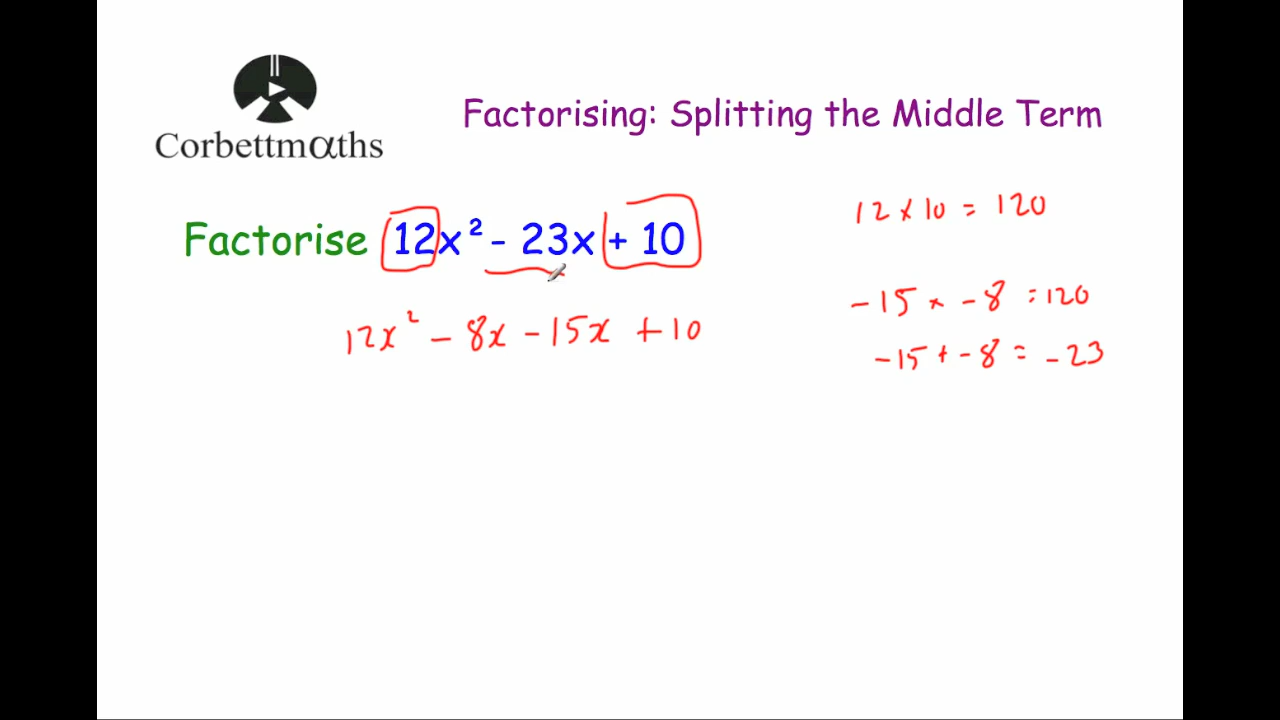 Corbettmαths
Factorising: Splitting the Middle Term
Factorise 12x² - 23x + 10
12 × 10 = 120
-15 × -8 = 120
12x² - 8x - 15x + 10
-15 + -8 = -23